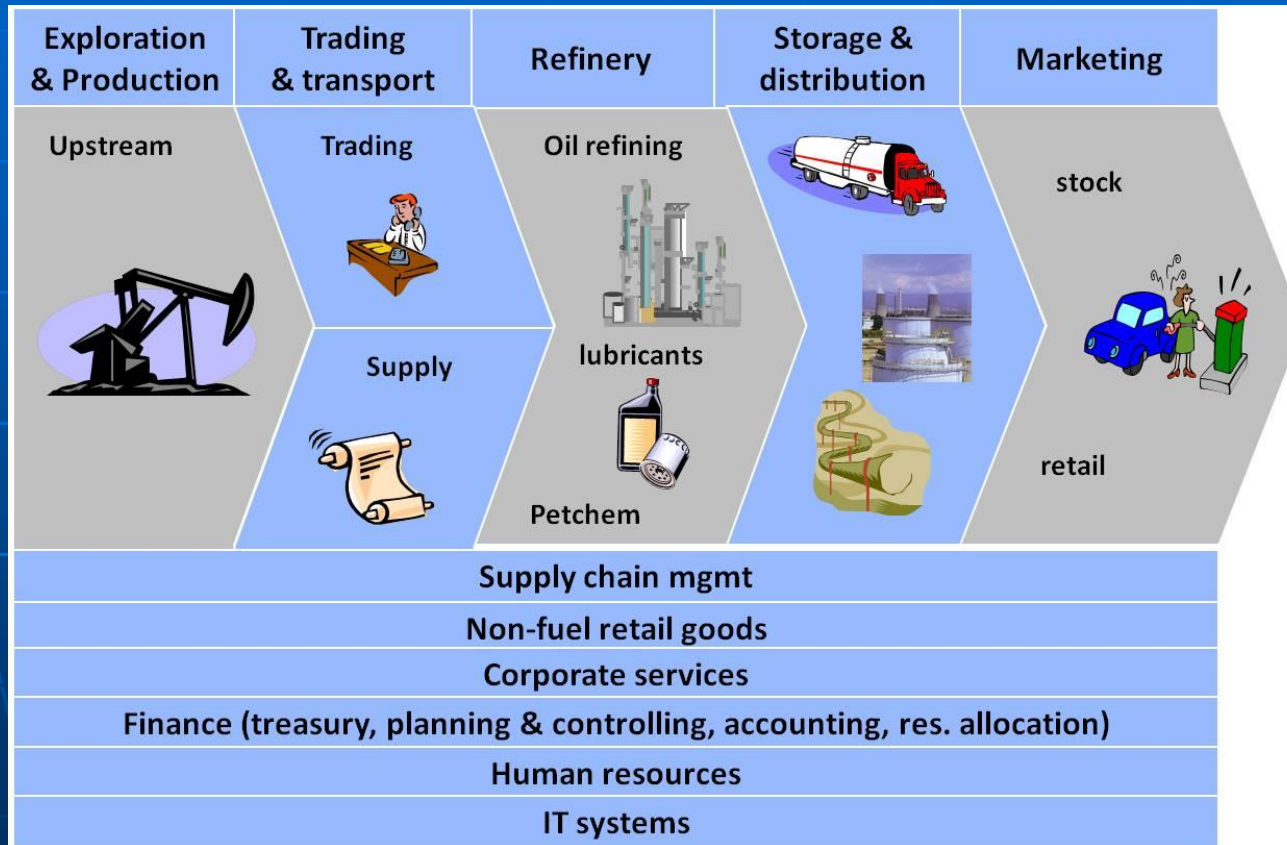 Exploration
& Production
Trading
& transport
Refinery
Storage &
distribution
Marketing
Upstream
Trading
Supply
Oil refining
lubricants
Petchem
stock
retail
Supply chain mgmt
Non-fuel retail goods
Corporate services
Finance (treasury, planning & controlling, accounting, res. allocation)
Human resources
IT systems